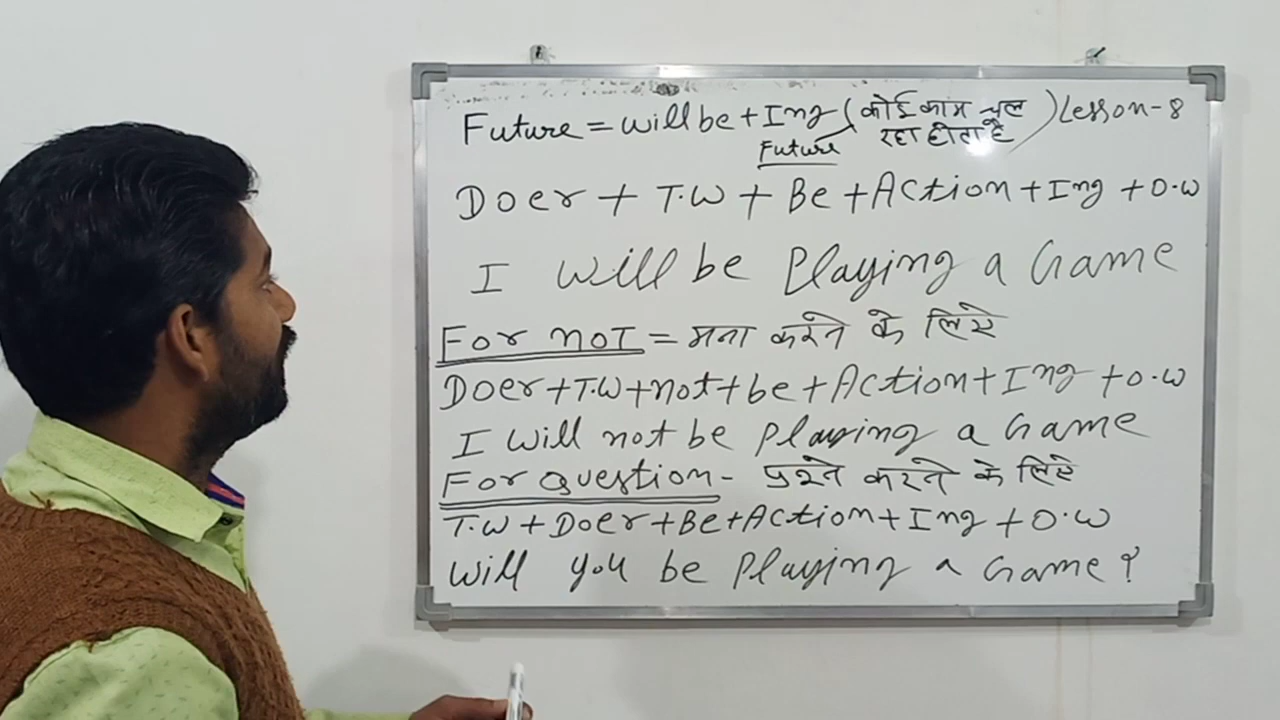 Future = will be + Ing (कोई काम चल रहा होता है) Lesson-8
Future
Doer + T.W + Be + Action + Ing + O.W
I will be Playing a Game
For noT = मना करने के लिए
Doer + T.W + not + be + Action + Ing + O.W
I will not be playing a Game
For Question - प्रश्ने करने के लिए
T.W + Doer + Be + Action + Ing + O.W
Will you be Playing a Game?